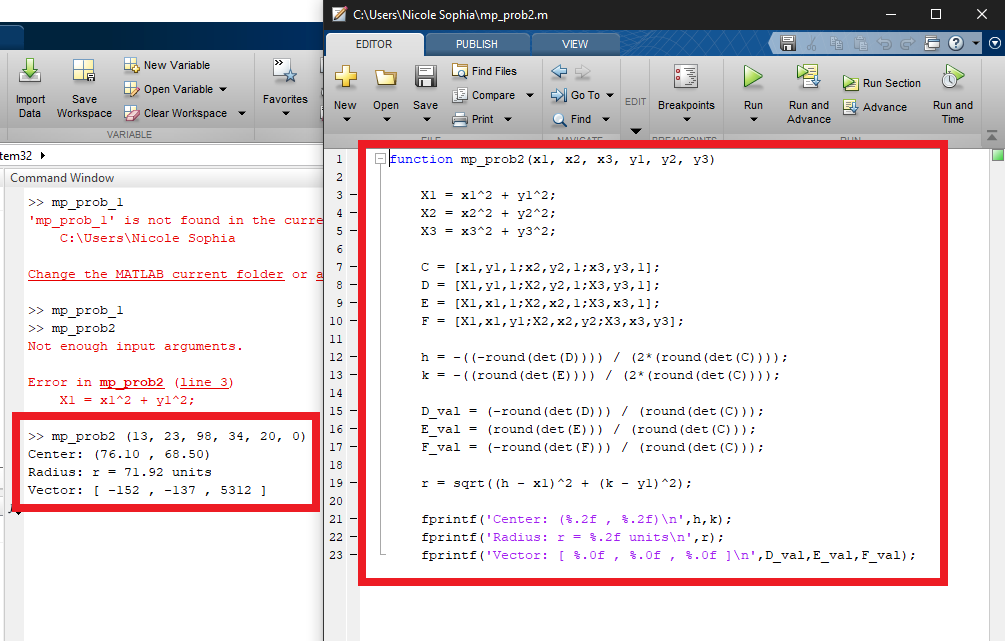 C:\Users\Nicole Sophia\mp_prob2.m
EDITOR PUBLISH VIEW
Import Data
Save Workspace
New Variable
Open Variable
Clear Workspace
Favorites
VARIABLE
New
Open
Save
Find Files
Compare
Print
Go To
Find
EDIT
Breakpoints
Run
Run and Advance
Run Section
Advance
Run and Time
FILE NAVIGATE BREAKPOINTS RUN
tem32
Command Window
>> mp_prob_1
'mp_prob_1' is not found in the curre
C:\Users\Nicole Sophia
Change the MATLAB current folder or a
>> mp_prob_1
>> mp_prob2
Not enough input arguments.
Error in mp_prob2 (line 3)
X1 = x1^2 + y1^2;
>> mp_prob2 (13, 23, 98, 34, 20, 0)
Center: (76.10 , 68.50)
Radius: r = 71.92 units
Vector: [ -152 , -137 , 5312 ]
1 function mp_prob2(x1, x2, x3, y1, y2, y3)
2
3 X1 = x1^2 + y1^2;
4 X2 = x2^2 + y2^2;
5 X3 = x3^2 + y3^2;
6
7 C = [x1,y1,1;x2,y2,1;x3,y3,1];
8 D = [X1,y1,1;X2,y2,1;X3,y3,1];
9 E = [X1,x1,1;X2,x2,1;X3,x3,1];
10 F = [X1,x1,y1;X2,x2,y2;X3,x3,y3];
11
12 h = -((-round(det(D)))) / (2*(round(det(C))));
13 k = -((round(det(E)))) / (2*(round(det(C))));
14
15 D_val = (-round(det(D))) / (round(det(C)));
16 E_val = (round(det(E))) / (round(det(C)));
17 F_val = (-round(det(F))) / (round(det(C)));
18
19 r = sqrt((h - x1)^2 + (k - y1)^2);
20
21 fprintf('Center: (%.2f , %.2f)\n',h,k);
22 fprintf('Radius: r = %.2f units\n',r);
23 fprintf('Vector: [ %.0f , %.0f , %.0f ]\n',D_val,E_val,F_val);